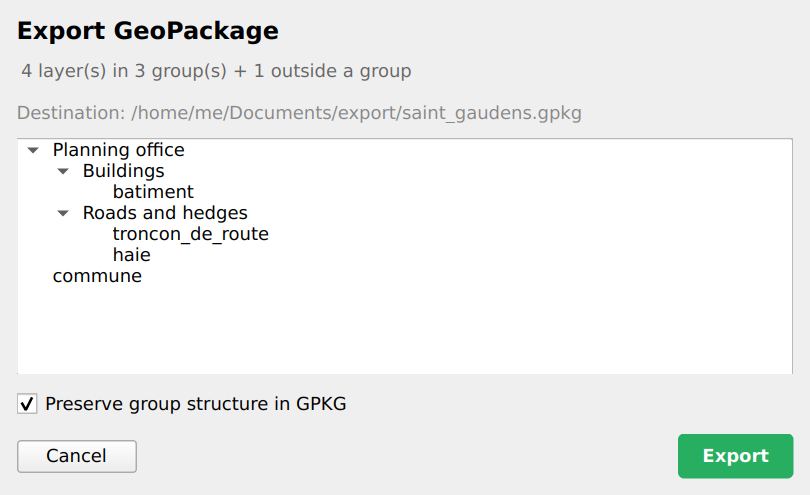 Export GeoPackage
4 layer(s) in 3 group(s) + 1 outside a group
Destination: /home/me/Documents/export/saint_gaudens.gpkg
Planning office
Buildings
batiment
Roads and hedges
troncon_de_route
haie
commune
Preserve group structure in GPKG
Cancel
Export